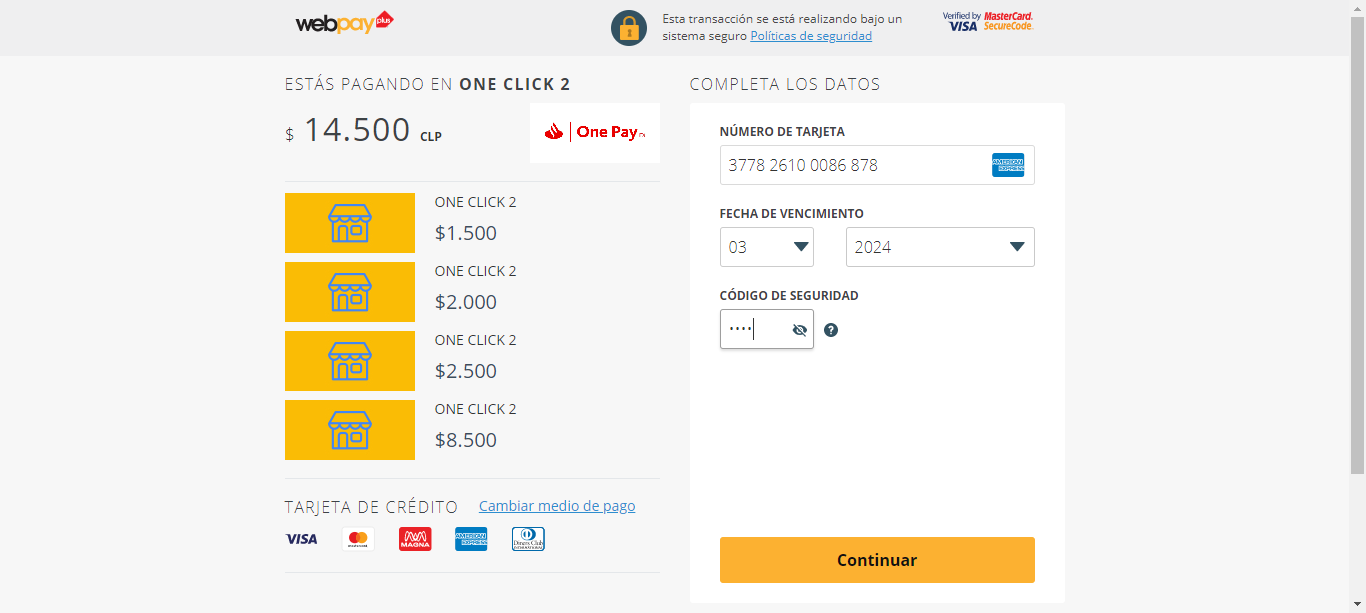 webpay plus
Esta transacción se está realizando bajo un
sistema seguro Políticas de seguridad
Verified by VISA
MasterCard. SecureCode.
ESTÁS PAGANDO EN ONE CLICK 2
$ 14.500 CLP
One Pay
ONE CLICK 2
$1.500
ONE CLICK 2
$2.000
ONE CLICK 2
$2.500
ONE CLICK 2
$8.500
TARJETA DE CRÉDITO Cambiar medio de pago
VISA
MAGNA
AMERICAN EXPRESS
Diners Club
INTERNATIONAL
COMPLETA LOS DATOS
NÚMERO DE TARJETA
3778 2610 0086 878
AMERICAN EXPRESS
FECHA DE VENCIMIENTO
03 2024
CÓDIGO DE SEGURIDAD
••••
?
Continuar